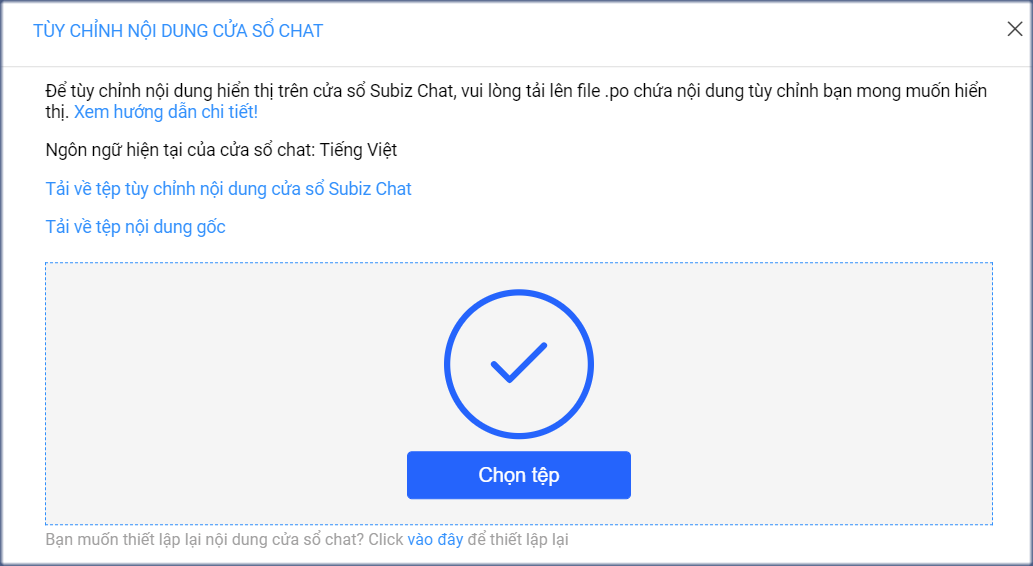 TÙY CHỈNH NỘI DUNG CỬA SỔ CHAT
Để tùy chỉnh nội dung hiển thị trên cửa sổ Subiz Chat, vui lòng tải lên file .po chứa nội dung tùy chỉnh bạn mong muốn hiển
thị. Xem hướng dẫn chi tiết!
Ngôn ngữ hiện tại của cửa sổ chat: Tiếng Việt
Tải về tệp tùy chỉnh nội dung cửa sổ Subiz Chat
Tải về tệp nội dung gốc
Chọn tệp
Bạn muốn thiết lập lại nội dung cửa sổ chat? Click vào đây để thiết lập lại